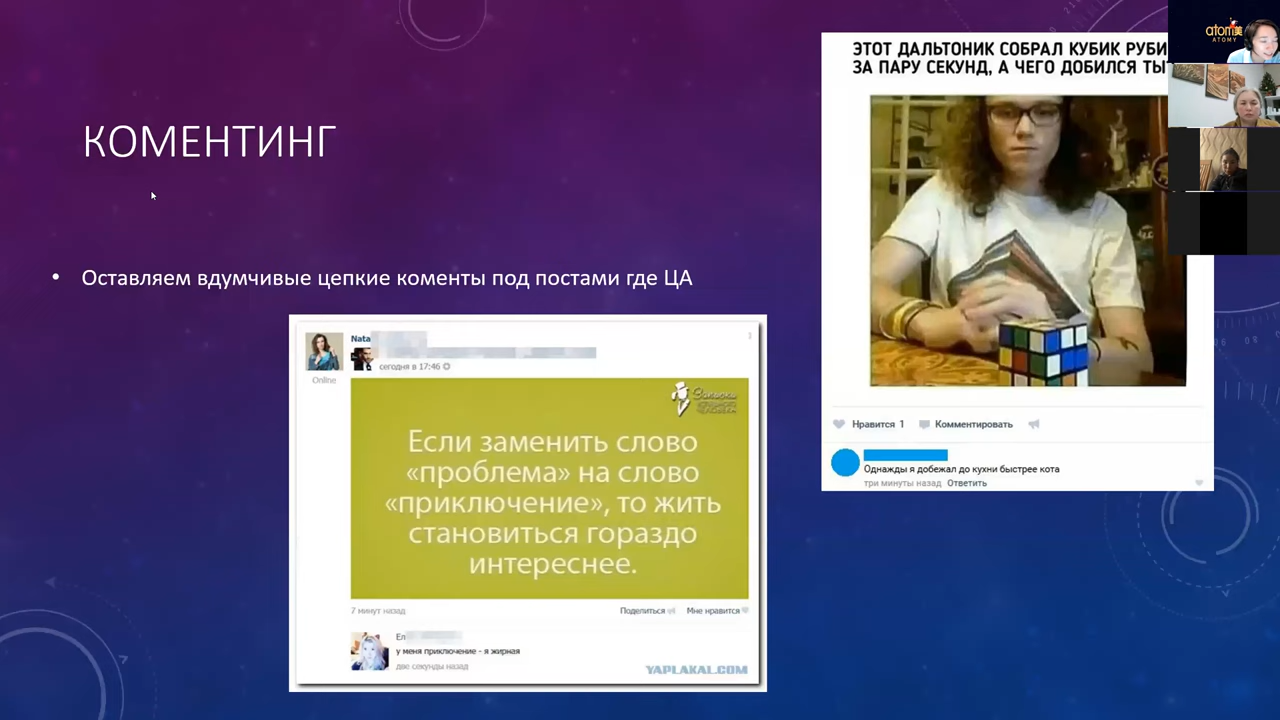 КОМЕНТИНГ
• Оставляем вдумчивые цепкие коменты под постами где ЦА
Nata
сегодня в 17:46
Online
Если заменить слово
«проблема» на слово
«приключение», то жить
становиться гораздо
интереснее.
7 минут назад Поделиться Мне нравится
Ел
у меня приключение - я жирная
две секунды назад
YAPLAKAL.COM
ЭТОТ ДАЛЬТОНИК СОБРАЛ КУБИК РУБИ
ЗА ПАРУ СЕКУНД, А ЧЕГО ДОБИЛСЯ ТЫ
Нравится 1 Комментировать
Однажды я добежал до кухни быстрее кота
три минуты назад Ответить
ATOMY